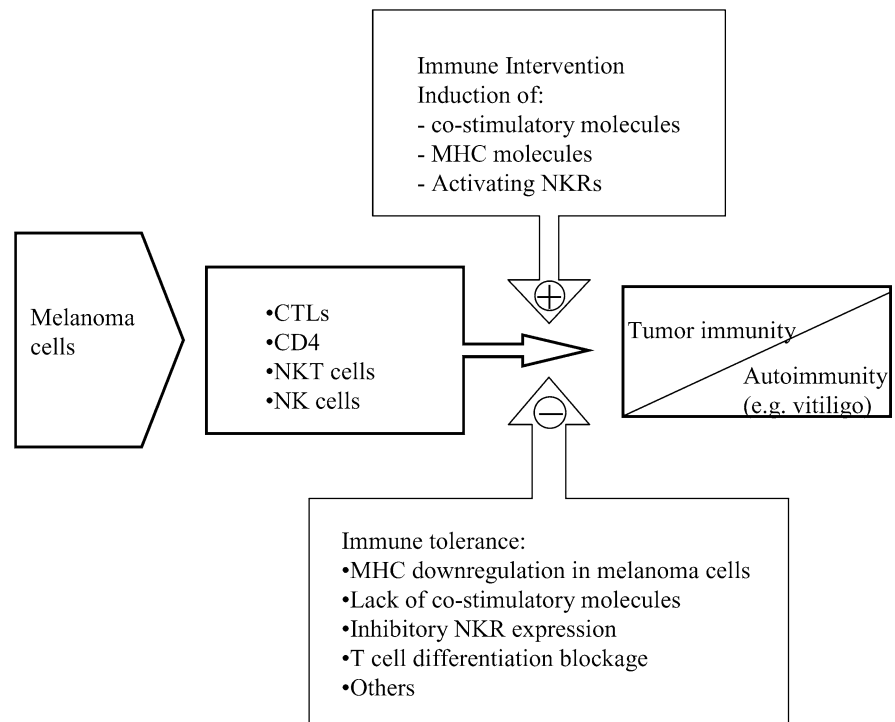 Immune Intervention
Induction of:
- co-stimulatory molecules
- MHC molecules
- Activating NKRs
+
Melanoma
cells
•CTLs
•CD4
•NKT cells
•NK cells
Tumor immunity
Autoimmunity
(e.g. vitiligo)
−
Immune tolerance:
•MHC downregulation in melanoma cells
•Lack of co-stimulatory molecules
•Inhibitory NKR expression
•T cell differentiation blockage
•Others